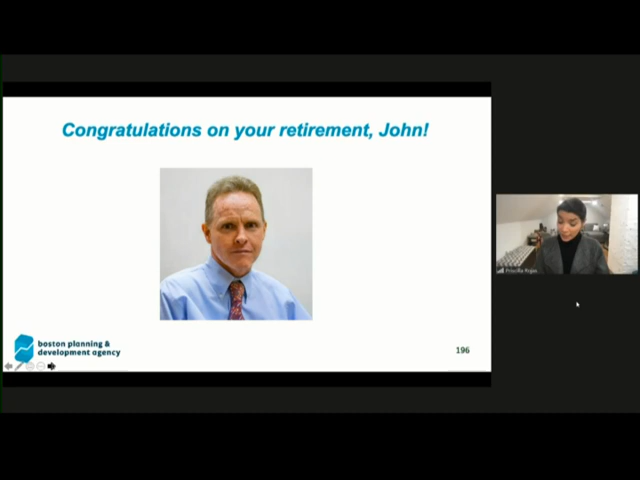 Congratulations on your retirement, John!
boston planning &
development agency
196
Priscilla Rojas